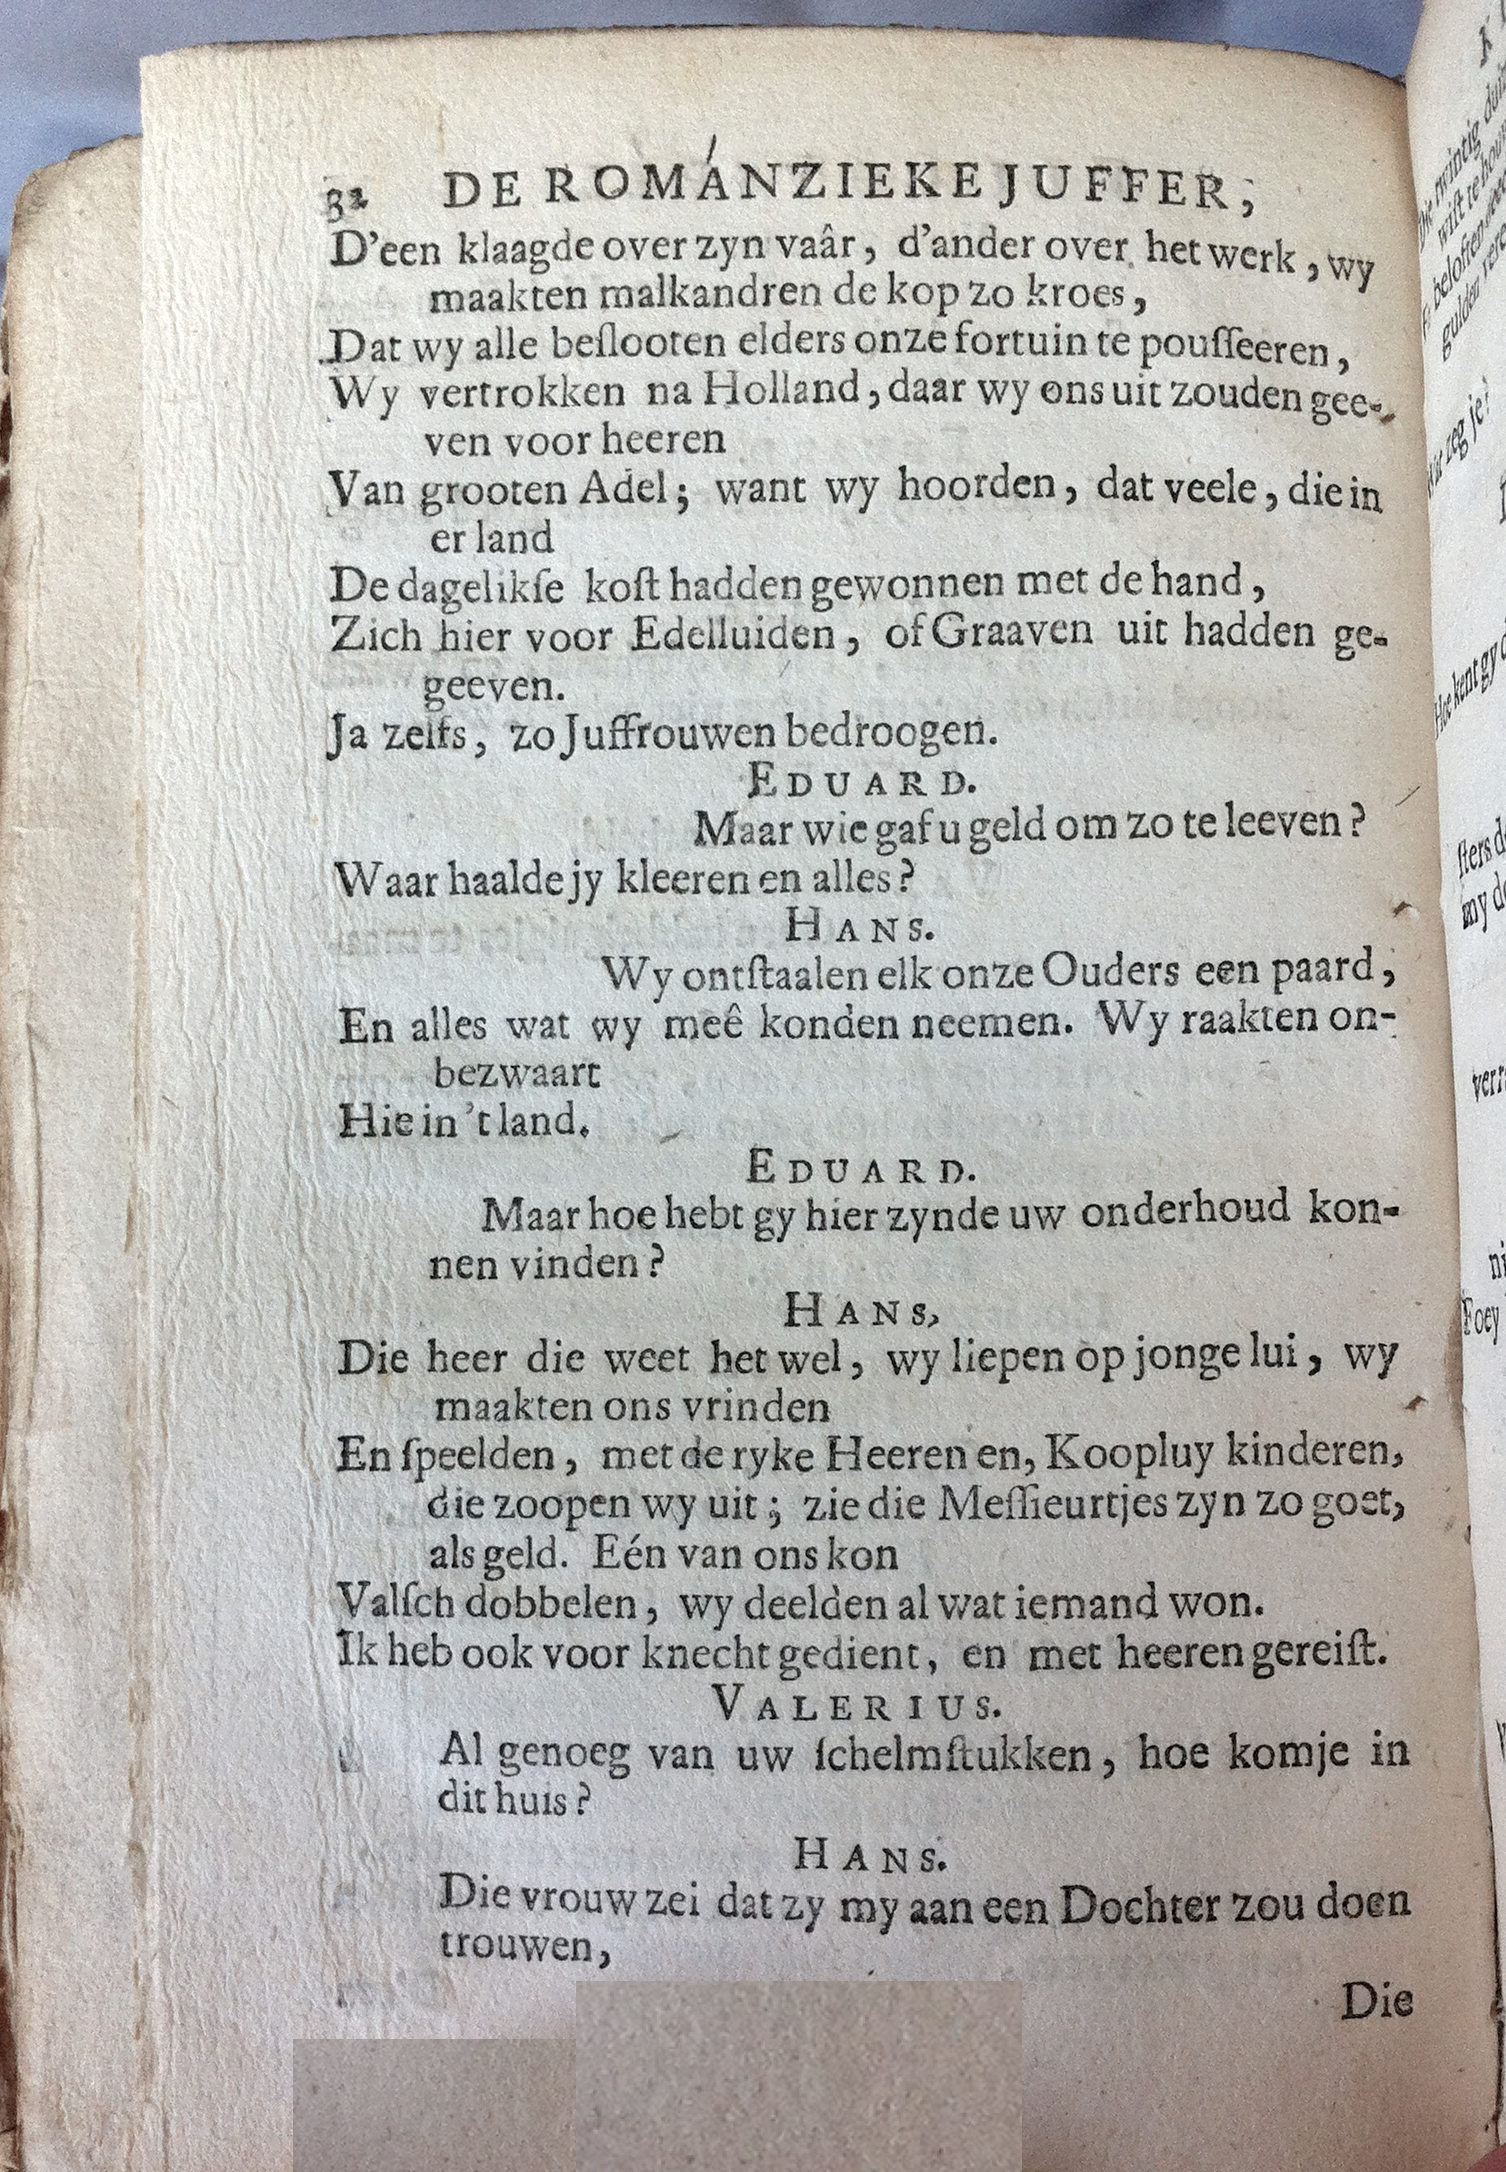 32 DE ROMANZIEKE JUFFER,
D'een klaagde over zyn vaâr, d'ander over het werk, wy
maakten malkandren de kop zo kroes,
Dat wy alle beſlooten elders onze fortuin te pouſſeeren,
Wy vertrokken na Holland, daar wy ons uit zouden gee-
ven voor heeren
Van grooten Adel; want wy hoorden, dat veele, die in
er land
De dagelikſe koſt hadden gewonnen met de hand,
Zich hier voor Edelluiden, of Graaven uit hadden ge-
geeven.
Ja zelfs, zo Juffrouwen bedroogen.
EDUARD.
Maar wie gaf u geld om zo te leeven?
Waar haalde jy kleeren en alles?
HANS.
Wy ontſtaalen elk onze Ouders een paard,
En alles wat wy meê konden neemen. Wy raakten on-
bezwaart
Hie in 't land.
EDUARD.
Maar hoe hebt gy hier zynde uw onderhoud kon-
nen vinden?
HANS,
Die heer die weet het wel, wy liepen op jonge lui, wy
maakten ons vrinden
En ſpeelden, met de ryke Heeren en, Koopluy kinderen,
die zoopen wy uit; zie die Meſſieurtjes zyn zo goet,
als geld. Eén van ons kon
Valſch dobbelen, wy deelden al wat iemand won.
Ik heb ook voor knecht gedient, en met heeren gereiſt.
VALERIUS.
Al genoeg van uw ſchelmſtukken, hoe komje in
dit huis?
HANS.
Die vrouw zei dat zy my aan een Dochter zou doen
trouwen,
Die